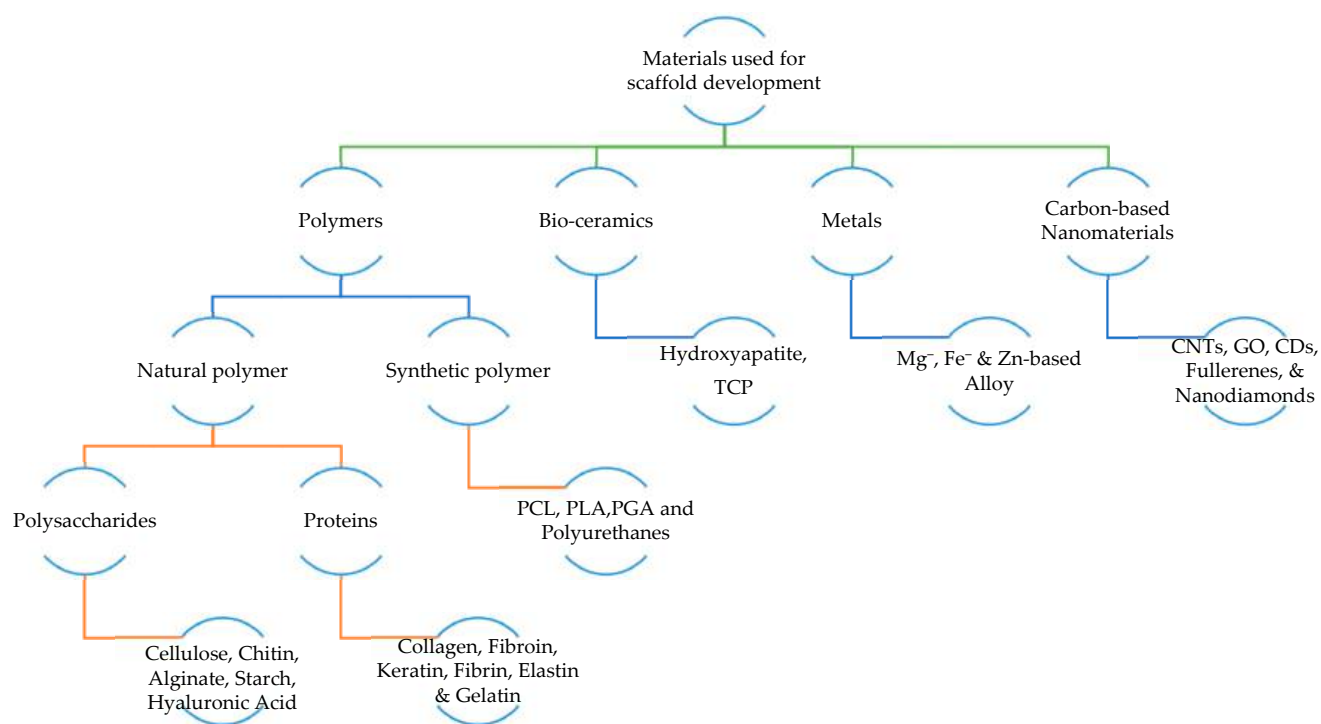 Materials used for
scaffold development
Polymers
Bio-ceramics
Metals
Carbon-based
Nanomaterials
Natural polymer
Synthetic polymer
Hydroxyapatite,
TCP
Mg⁻, Fe⁻ & Zn-based
Alloy
CNTs, GO, CDs,
Fullerenes, &
Nanodiamonds
Polysaccharides
Proteins
PCL, PLA,PGA and
Polyurethanes
Cellulose, Chitin,
Alginate, Starch,
Hyaluronic Acid
Collagen, Fibroin,
Keratin, Fibrin, Elastin
& Gelatin